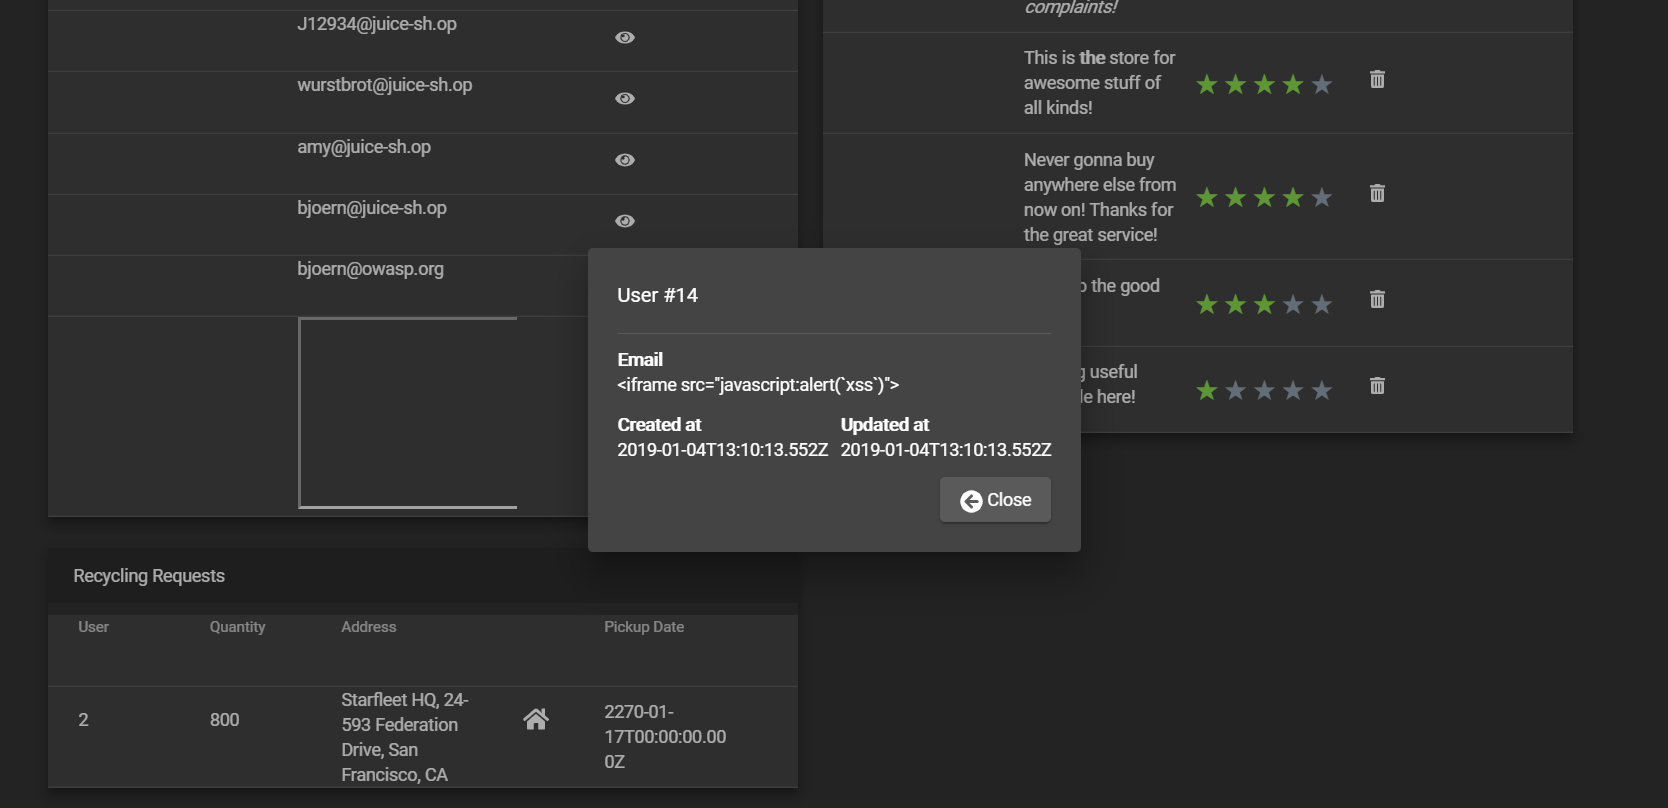 J12934@juice-sh.op
wurstbrot@juice-sh.op
amy@juice-sh.op
bjoern@juice-sh.op
bjoern@owasp.org
complaints!
This is the store for
awesome stuff of
all kinds!
Never gonna buy
anywhere else from
now on! Thanks for
the great service!
the good
useful
here!
User #14
Email
<iframe src="javascript:alert(`xss`)">
Created at
2019-01-04T13:10:13.552Z
Updated at
2019-01-04T13:10:13.552Z
Close
Recycling Requests
User Quantity Address Pickup Date
2
800
Starfleet HQ, 24-
593 Federation
Drive, San
Francisco, CA
2270-01-
17T00:00:00.00
0Z